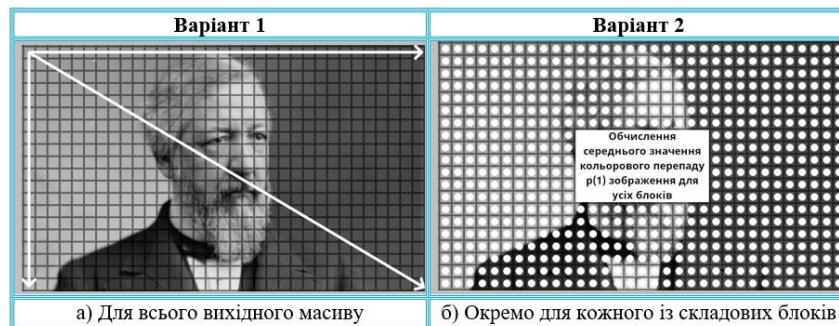 Варіант 1
Варіант 2
Обчислення
середнього значення
кольорового перепаду
p(1) зображення для
усіх блоків
а) Для всього вихідного масиву
б) Окремо для кожного із складових блоків